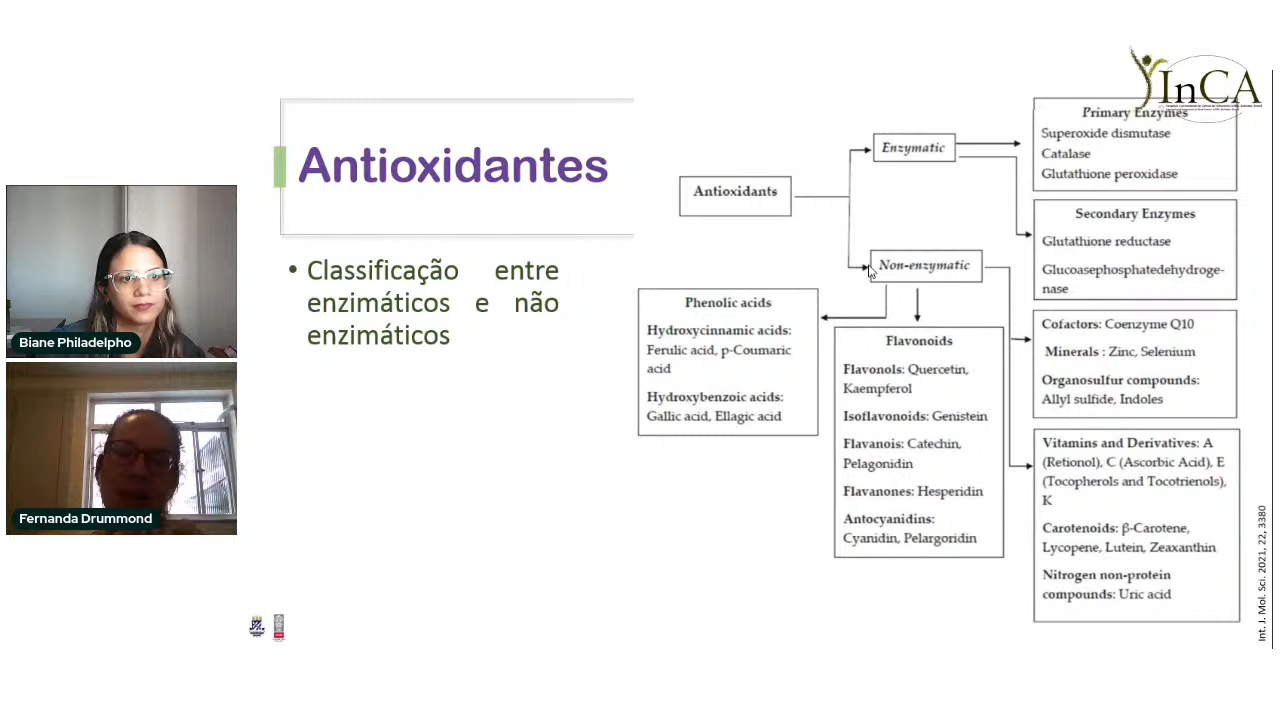 InCA
Antioxidantes
• Classificação entre
enzimáticos e não
enzimáticos
Biane Philadelpho
Fernanda Drummond
Antioxidants
Enzymatic
Non-enzymatic
Primary Enzymes
Superoxide dismutase
Catalase
Glutathione peroxidase
Secondary Enzymes
Glutathione reductase
Glucoasephosphatedehydroge-
nase
Phenolic acids
Hydroxycinnamic acids:
Ferulic acid, p-Coumaric
acid
Hydroxybenzoic acids:
Gallic acid, Ellagic acid
Flavonoids
Flavonols: Quercetin,
Kaempferol
Isoflavonoids: Genistein
Flavanois: Catechin,
Pelagonidin
Flavanones: Hesperidin
Antocyanidins:
Cyanidin, Pelargoridin
Cofactors: Coenzyme Q10
Minerals : Zinc, Selenium
Organosulfur compounds:
Allyl sulfide, Indoles
Vitamins and Derivatives: A
(Retionol), C (Ascorbic Acid), E
(Tocopherols and Tocotrienols),
K
Carotenoids: β-Carotene,
Lycopene, Lutein, Zeaxanthin
Nitrogen non-protein
compounds: Uric acid
Int. J. Mol. Sci. 2021, 22, 3380